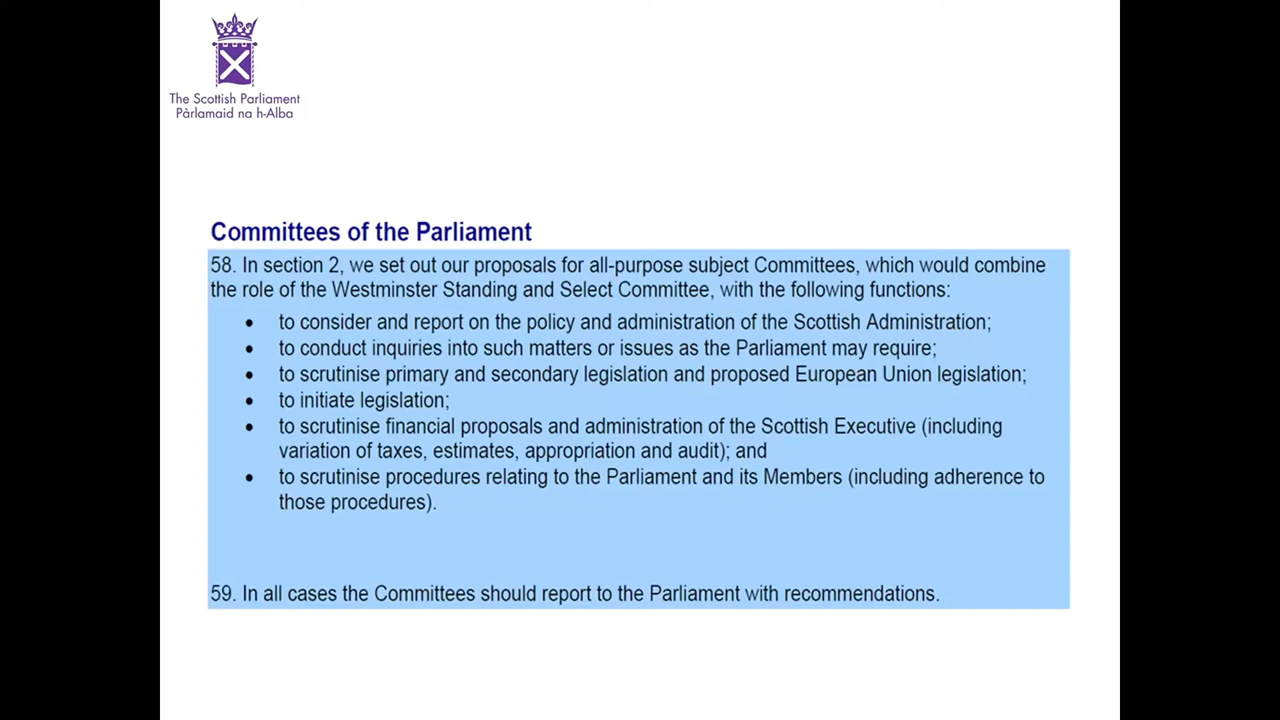 The Scottish Parliament
Pàrlamaid na h-Alba
Committees of the Parliament
58. In section 2, we set out our proposals for all-purpose subject Committees, which would combine
the role of the Westminster Standing and Select Committee, with the following functions:
• to consider and report on the policy and administration of the Scottish Administration;
• to conduct inquiries into such matters or issues as the Parliament may require;
• to scrutinise primary and secondary legislation and proposed European Union legislation;
• to initiate legislation;
• to scrutinise financial proposals and administration of the Scottish Executive (including
variation of taxes, estimates, appropriation and audit); and
• to scrutinise procedures relating to the Parliament and its Members (including adherence to
those procedures).
59. In all cases the Committees should report to the Parliament with recommendations.